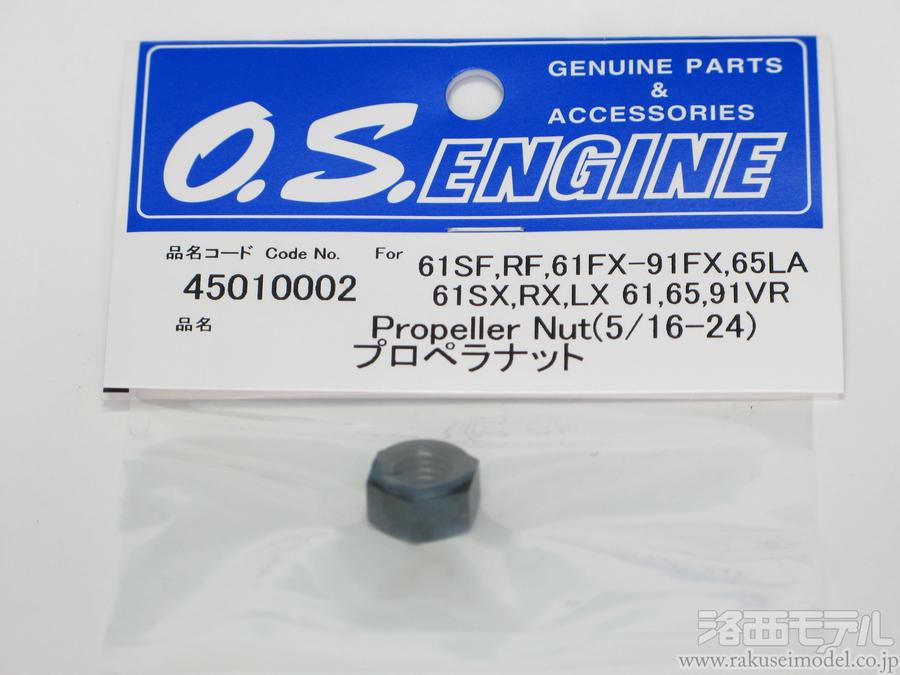 GENUINE PARTS
&
ACCESSORIES
O.S.ENGINE
品名コード Code No. For 61SF,RF,61FX-91FX,65LA
45010002 61SX,RX,LX 61,65,91VR
品名 Propeller Nut(5/16-24)
プロペラナット
洛西モデル
www.rakuseimodel.co.jp